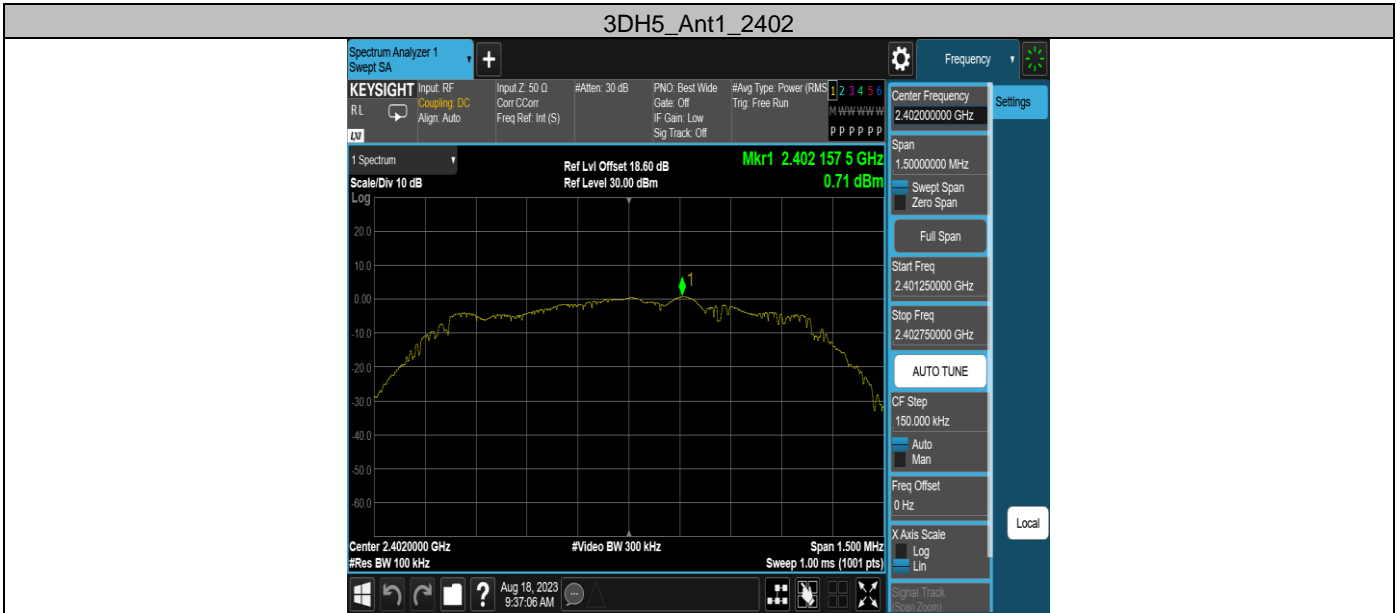 3DH5_Ant1_2402
Spectrum Analyzer 1
Swept SA
+
Frequency
KEYSIGHT
RL
LXI
Input: RF
Coupling: DC
Align: Auto
Input Z: 50 Ω
Corr CCorr
Freq Ref: Int (S)
#Atten: 30 dB
PNO: Best Wide
Gate: Off
IF Gain: Low
Sig Track: Off
#Avg Type: Power (RMS
Trig: Free Run
1 2 3 4 5 6
M W W W W W
P P P P P P
1 Spectrum
Scale/Div 10 dB
Log
Ref Lvl Offset 18.60 dB
Ref Level 30.00 dBm
Mkr1 2.402 157 5 GHz
0.71 dBm
20.0
10.0
1
0.00
-10.0
-20.0
-30.0
-40.0
-50.0
-60.0
Center 2.4020000 GHz
#Res BW 100 kHz
#Video BW 300 kHz
Span 1.500 MHz
Sweep 1.00 ms (1001 pts)
Center Frequency
2.402000000 GHz
Settings
Span
1.50000000 MHz
Swept Span
Zero Span
Full Span
Start Freq
2.401250000 GHz
Stop Freq
2.402750000 GHz
AUTO TUNE
CF Step
150.000 kHz
Auto
Man
Freq Offset
0 Hz
X Axis Scale
Log
Lin
Signal Track
(Span Zoom)
Local
?
Aug 18, 2023
9:37:06 AM